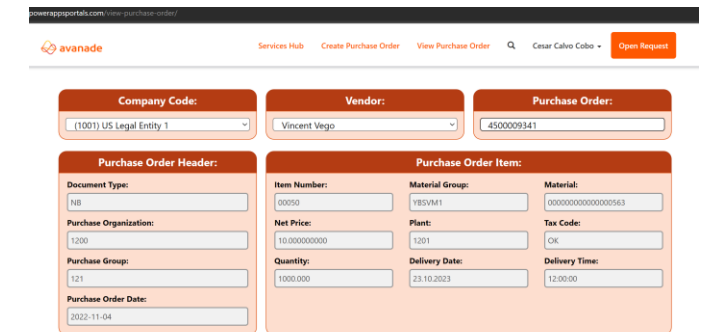 powerappsportals.com/view-purchase-order/
avanade
Services Hub Create Purchase Order View Purchase Order Cesar Calvo Cobo Open Request
Company Code: Vendor: Purchase Order:
(1001) US Legal Entity 1 Vincent Vego 4500009341
Purchase Order Header: Purchase Order Item:
Document Type: Item Number: Material Group: Material:
NB 00050 YBSVM1 000000000000000563
Purchase Organization: Net Price: Plant: Tax Code:
1200 10.000000000 1201 OK
Purchase Group: Quantity: Delivery Date: Delivery Time:
121 1000.000 23.10.2023 12:00:00
Purchase Order Date:
2022-11-04